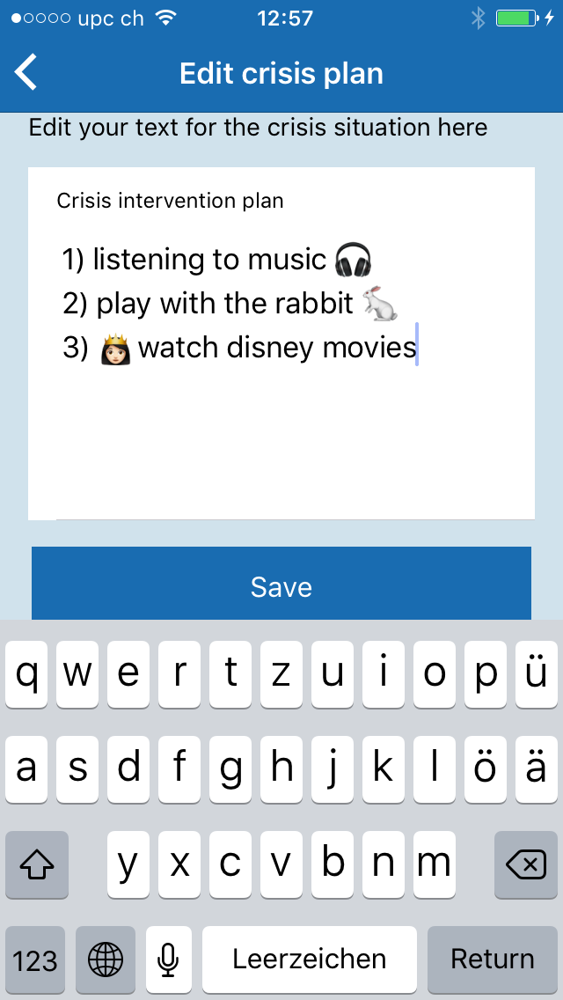 upc ch 12:57
Edit crisis plan
Edit your text for the crisis situation here
Crisis intervention plan
1) listening to music 🎧
2) play with the rabbit 🐇
3) 👸🏻 watch disney movies
Save
q w e r t z u i o p ü
a s d f g h j k l ö ä
y x c v b n m
123 Leerzeichen Return